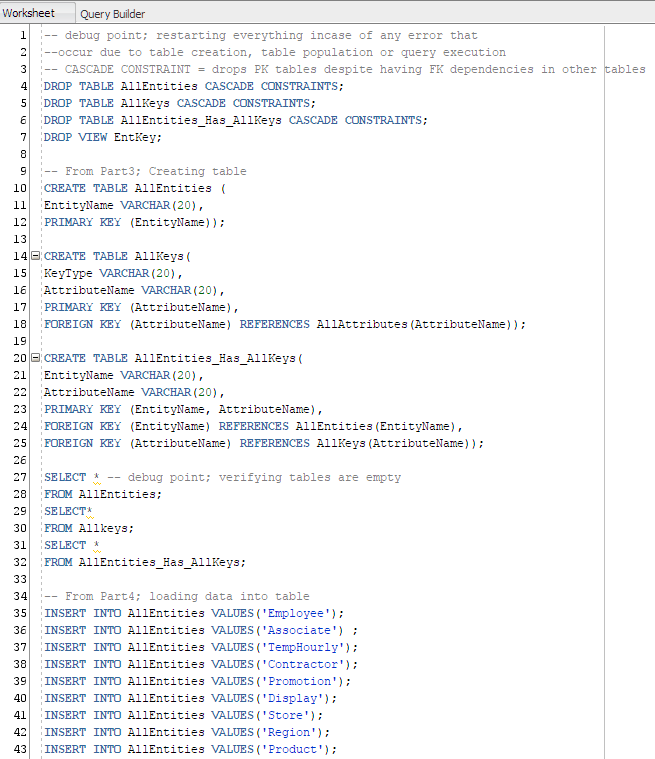 Worksheet Query Builder
1 -- debug point; restarting everything incase of any error that
2 --occur due to table creation, table population or query execution
3 -- CASCADE CONSTRAINT = drops PK tables despite having FK dependencies in other tables
4 DROP TABLE AllEntities CASCADE CONSTRAINTS;
5 DROP TABLE AllKeys CASCADE CONSTRAINTS;
6 DROP TABLE AllEntities_Has_AllKeys CASCADE CONSTRAINTS;
7 DROP VIEW EntKey;
8
9 -- From Part3; Creating table
10 CREATE TABLE AllEntities (
11 EntityName VARCHAR(20),
12 PRIMARY KEY (EntityName));
13
14 CREATE TABLE AllKeys(
15 KeyType VARCHAR(20),
16 AttributeName VARCHAR(20),
17 PRIMARY KEY (AttributeName),
18 FOREIGN KEY (AttributeName) REFERENCES AllAttributes(AttributeName));
19
20 CREATE TABLE AllEntities_Has_AllKeys(
21 EntityName VARCHAR(20),
22 AttributeName VARCHAR(20),
23 PRIMARY KEY (EntityName, AttributeName),
24 FOREIGN KEY (EntityName) REFERENCES AllEntities(EntityName),
25 FOREIGN KEY (AttributeName) REFERENCES AllKeys(AttributeName));
26
27 SELECT * -- debug point; verifying tables are empty
28 FROM AllEntities;
29 SELECT*
30 FROM Allkeys;
31 SELECT *
32 FROM AllEntities_Has_AllKeys;
33
34 -- From Part4; loading data into table
35 INSERT INTO AllEntities VALUES('Employee');
36 INSERT INTO AllEntities VALUES('Associate') ;
37 INSERT INTO AllEntities VALUES('TempHourly');
38 INSERT INTO AllEntities VALUES('Contractor');
39 INSERT INTO AllEntities VALUES('Promotion');
40 INSERT INTO AllEntities VALUES('Display');
41 INSERT INTO AllEntities VALUES('Store');
42 INSERT INTO AllEntities VALUES('Region');
43 INSERT INTO AllEntities VALUES('Product');